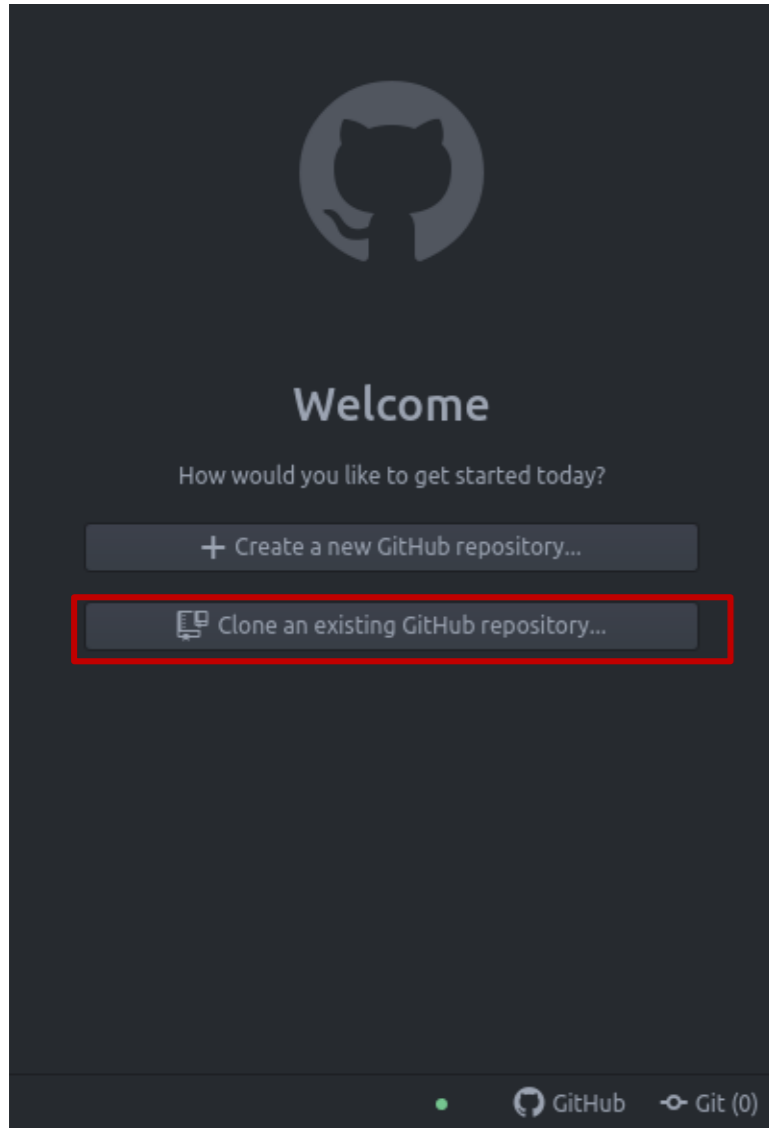 Welcome
How would you like to get started today?
Create a new GitHub repository...
Clone an existing GitHub repository...
GitHub Git (0)